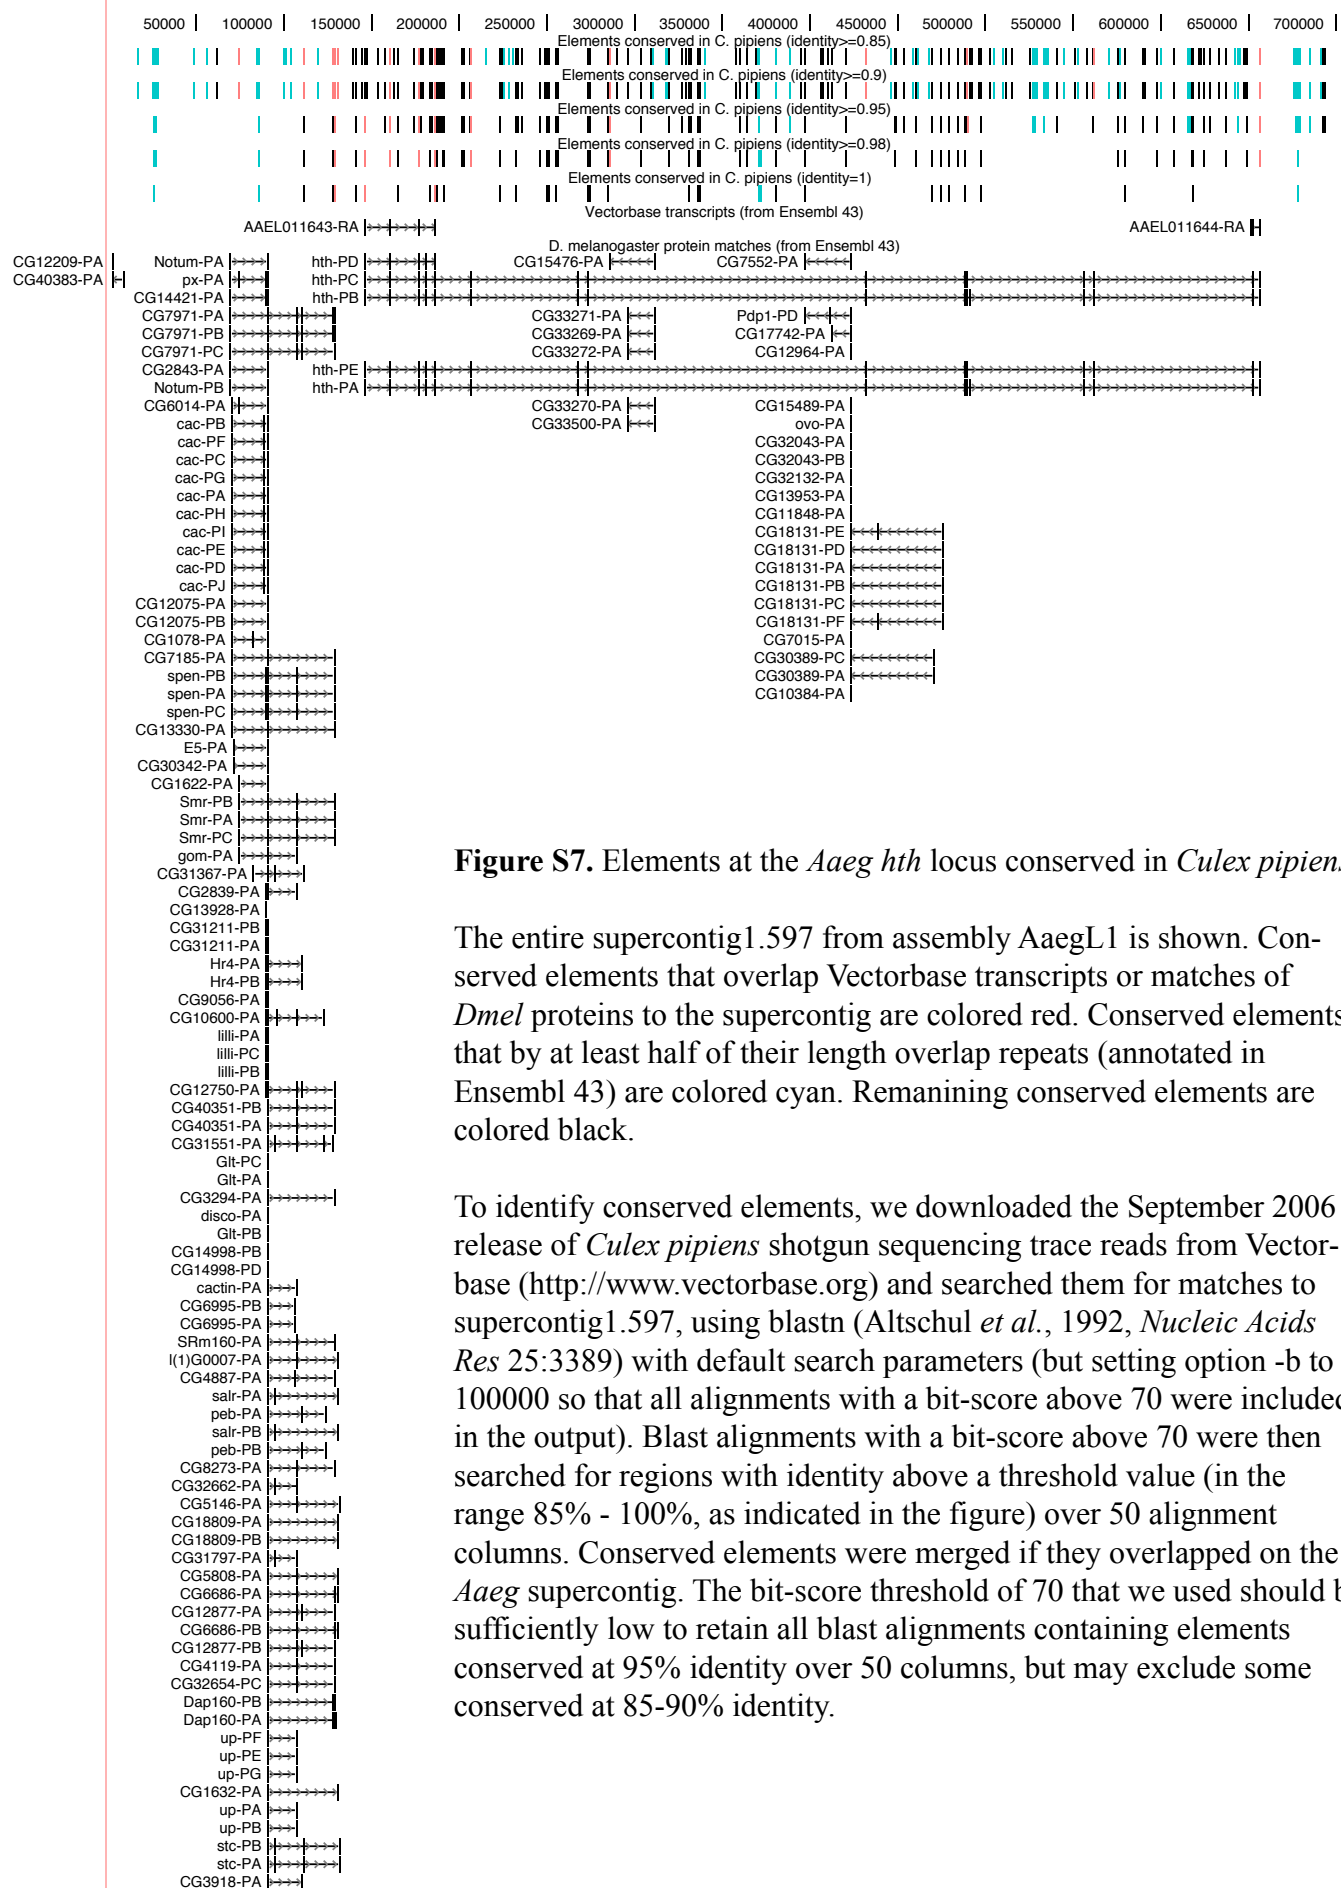 50000 100000 150000 200000 250000 300000 350000 400000 450000 500000 550000 600000 650000 700000
Elements conserved in C. pipiens (identity>=0.85)
Elements conserved in C. pipiens (identity>=0.9)
Elements conserved in C. pipiens (identity>=0.95)
Elements conserved in C. pipiens (identity>=0.98)
Elements conserved in C. pipiens (identity=1)
Vectorbase transcripts (from Ensembl 43)
AAEL011643-RA AAEL011644-RA
D. melanogaster protein matches (from Ensembl 43)
CG12209-PA Notum-PA hth-PD CG15476-PA CG7552-PA
CG40383-PA px-PA hth-PC
CG14421-PA hth-PB
CG7971-PA CG33271-PA Pdp1-PD
CG7971-PB CG33269-PA CG17742-PA
CG7971-PC CG33272-PA CG12964-PA
CG2843-PA hth-PE
Notum-PB hth-PA
CG6014-PA CG33270-PA CG15489-PA
cac-PB CG33500-PA ovo-PA
cac-PF CG32043-PA
cac-PC CG32043-PB
cac-PG CG32132-PA
cac-PA CG13953-PA
cac-PH CG11848-PA
cac-PI CG18131-PE
cac-PE CG18131-PD
cac-PD CG18131-PA
cac-PJ CG18131-PB
CG12075-PA CG18131-PC
CG12075-PB CG18131-PF
CG1078-PA CG7015-PA
CG7185-PA CG30389-PC
spen-PB CG30389-PA
spen-PA CG10384-PA
spen-PC
CG13330-PA
E5-PA
CG30342-PA
CG1622-PA
Smr-PB
Smr-PA
Smr-PC
gom-PA
CG31367-PA
CG2839-PA
CG13928-PA
CG31211-PB
CG31211-PA
Hr4-PA
Hr4-PB
CG9056-PA
CG10600-PA
lilli-PA
lilli-PC
lilli-PB
CG12750-PA
CG40351-PB
CG40351-PA
CG31551-PA
Glt-PC
Glt-PA
CG3294-PA
disco-PA
Glt-PB
CG14998-PB
CG14998-PD
cactin-PA
CG6995-PB
CG6995-PA
SRm160-PA
l(1)G0007-PA
CG4887-PA
salr-PA
peb-PA
salr-PB
peb-PB
CG8273-PA
CG32662-PA
CG5146-PA
CG18809-PA
CG18809-PB
CG31797-PA
CG5808-PA
CG6686-PA
CG12877-PA
CG6686-PB
CG12877-PB
CG4119-PA
CG32654-PC
Dap160-PB
Dap160-PA
up-PF
up-PE
up-PG
CG1632-PA
up-PA
up-PB
stc-PB
stc-PA
CG3918-PA
Figure S7. Elements at the Aaeg hth locus conserved in Culex pipiens
The entire supercontig1.597 from assembly AaegL1 is shown. Con-
served elements that overlap Vectorbase transcripts or matches of
Dmel proteins to the supercontig are colored red. Conserved elements
that by at least half of their length overlap repeats (annotated in
Ensembl 43) are colored cyan. Remanining conserved elements are
colored black.
To identify conserved elements, we downloaded the September 2006
release of Culex pipiens shotgun sequencing trace reads from Vector-
base (http://www.vectorbase.org) and searched them for matches to
supercontig1.597, using blastn (Altschul et al., 1992, Nucleic Acids
Res 25:3389) with default search parameters (but setting option -b to
100000 so that all alignments with a bit-score above 70 were included
in the output). Blast alignments with a bit-score above 70 were then
searched for regions with identity above a threshold value (in the
range 85% - 100%, as indicated in the figure) over 50 alignment
columns. Conserved elements were merged if they overlapped on the
Aaeg supercontig. The bit-score threshold of 70 that we used should b
sufficiently low to retain all blast alignments containing elements
conserved at 95% identity over 50 columns, but may exclude some
conserved at 85-90% identity.